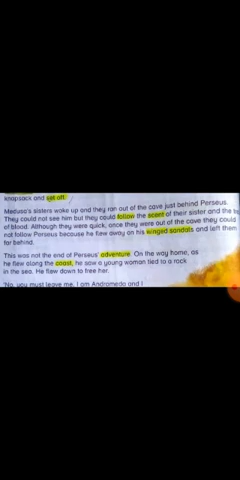 knapsack and set off.
Medusa's sisters woke up and they ran out of the cave just behind Perseus.
They could not see him but they could follow the scent of their sister and the
of blood. Although they were quick, once they were out of the cave they could
not follow Perseus because he flew away on his winged sandals and left them
far behind.
This was not the end of Perseus' adventure. On the way home, as
he flew along the coast, he saw a young woman tied to a rock
in the sea. He flew down to free her.
'No, you must leave me. I am Andromeda and I